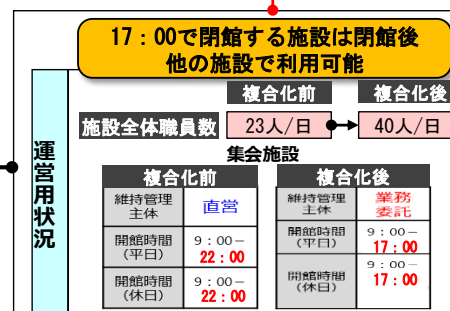 17：00で閉館する施設は閉館後
他の施設で利用可能
複合化前
複合化後
施設全体職員数
23人/日
40人/日
運営用状況
集会施設
複合化前
維持管理
主体
直営
開館時間
(平日)
9：00−
22：00
開館時間
(休日)
9：00−
22：00
複合化後
維持管理
主体
業務
委託
開館時間
(平日)
9：00−
17：00
開館時間
(休日)
9：00−
17：00